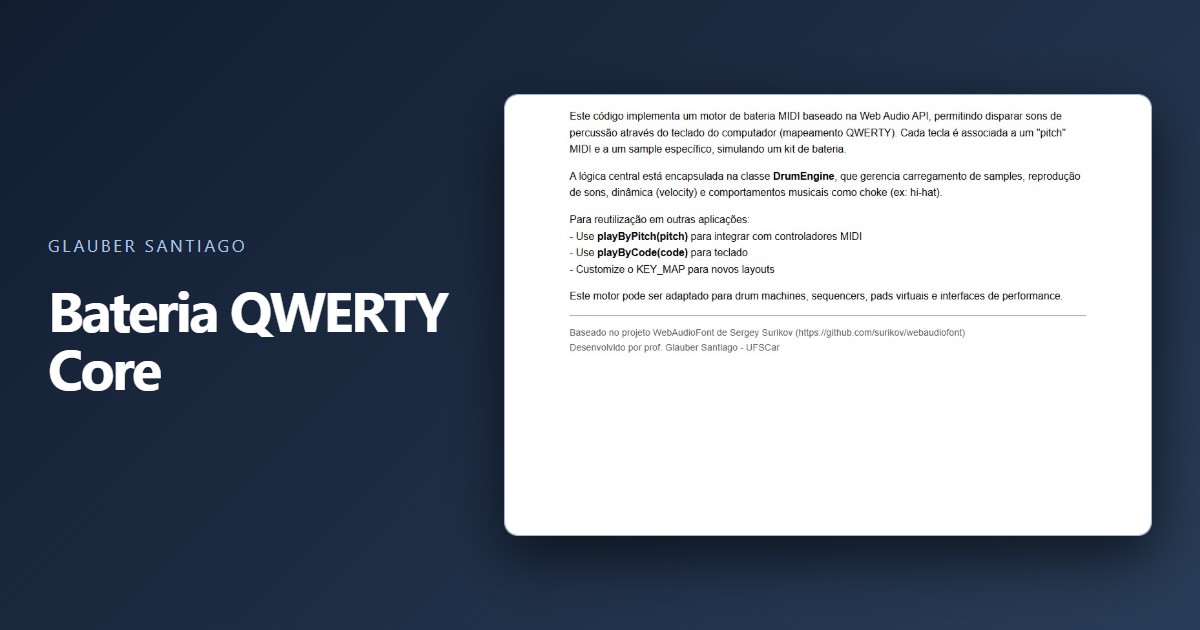 GLAUBER SANTIAGO
Bateria QWERTY
Core
Este código implementa um motor de bateria MIDI baseado na Web Audio API, permitindo disparar sons de
percussão através do teclado do computador (mapeamento QWERTY). Cada tecla é associada a um "pitch"
MIDI e a um sample específico, simulando um kit de bateria.
A lógica central está encapsulada na classe DrumEngine, que gerencia carregamento de samples, reprodução
de sons, dinâmica (velocity) e comportamentos musicais como choke (ex: hi-hat).
Para reutilização em outras aplicações:
- Use playByPitch(pitch) para integrar com controladores MIDI
- Use playByCode(code) para teclado
- Customize o KEY_MAP para novos layouts
Este motor pode ser adaptado para drum machines, sequencers, pads virtuais e interfaces de performance.
Baseado no projeto WebAudioFont de Sergey Surikov (https://github.com/surikov/webaudiofont)
Desenvolvido por prof. Glauber Santiago - UFSCar